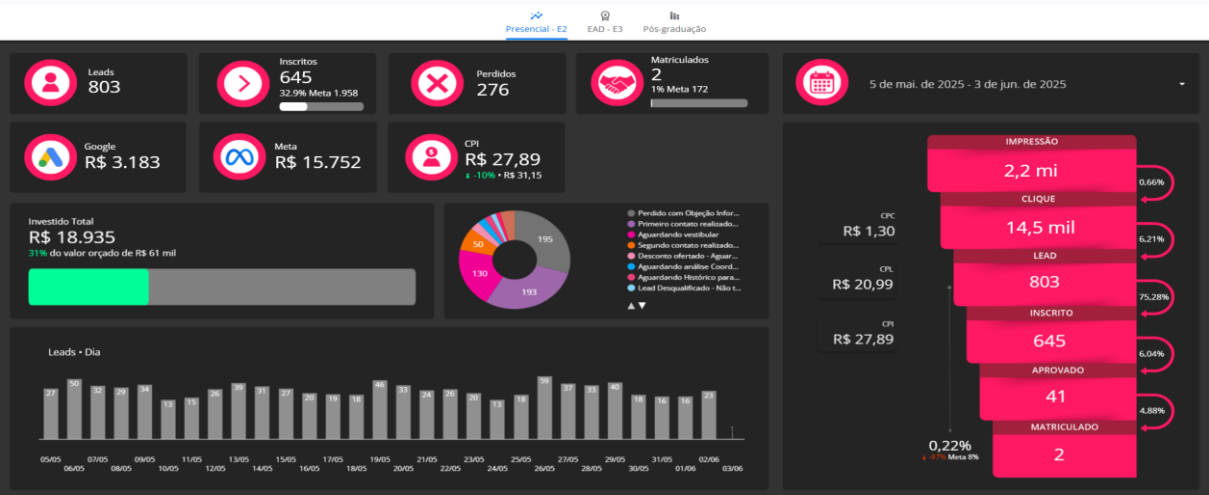 Presencial - E2
EAD - E3
Pós-graduação
Leads
803
Inscritos
645
32.9% Meta 1.958
Perdidos
276
Matriculados
2
1% Meta 172
5 de mai. de 2025 - 3 de jun. de 2025
Google
R$ 3.183
Meta
R$ 15.752
CPI
R$ 27,89
-10% • R$ 31,15
Investido Total
R$ 18.935
31% do valor orçado de R$ 61 mil
195
193
130
50
Perdido com Objeção Infor...
Primeiro contato realizado...
Aguardando vestibular
Segundo contato realizado...
Desconto ofertado - Aguar...
Aguardando análise Coord...
Aguardando Histórico para...
Lead Desqualificado - Não t...
Leads • Dia
27 50 32 29 34 13 15 26 39 31 27 20 19 18 46 33 24 26 20 13 18 59 37 33 40 18 16 16 23
05/05 07/05 09/05 11/05 13/05 15/05 17/05 19/05 21/05 23/05 25/05 27/05 29/05 31/05 02/06
06/05 08/05 10/05 12/05 14/05 16/05 18/05 20/05 22/05 24/05 26/05 28/05 30/05 01/06 03/06
IMPRESSÃO
2,2 mi
0,66%
CLIQUE
14,5 mil
CPC
R$ 1,30
6,21%
LEAD
803
CPL
R$ 20,99
75,28%
INSCRITO
645
CPI
R$ 27,89
6,04%
APROVADO
41
4,88%
MATRICULADO
2
0,22%
-97% Meta 8%